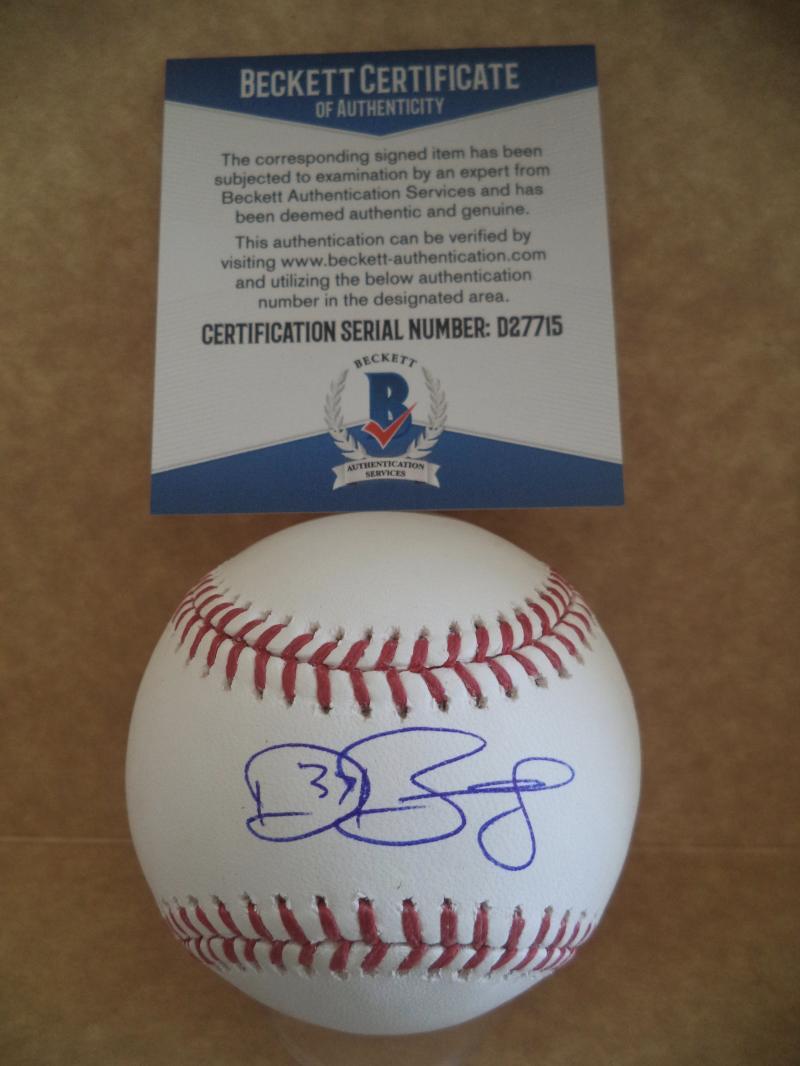 BECKETT CERTIFICATE
OF AUTHENTICITY
The corresponding signed item has been
subjected to examination by an expert from
Beckett Authentication Services and has
been deemed authentic and genuine.
This authentication can be verified by
visiting www.beckett-authentication.com
and utilizing the below authentication
number in the designated area.
CERTIFICATION SERIAL NUMBER: D27715
BECKETT
B
AUTHENTICATION
SERVICES